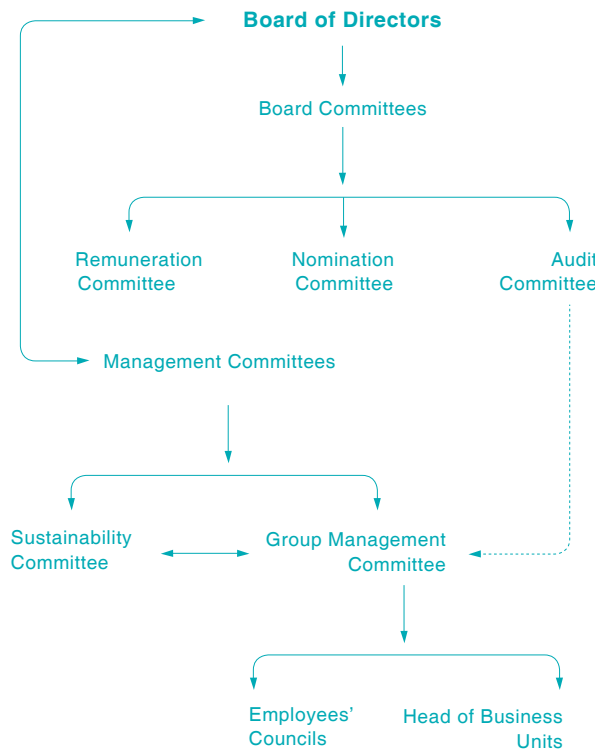 Board of Directors
Board Committees
Remuneration
Committee
Nomination
Committee
Audit
Committee
Management Committees
Sustainability
Committee
Group Management
Committee
Employees'
Councils
Head of Business
Units